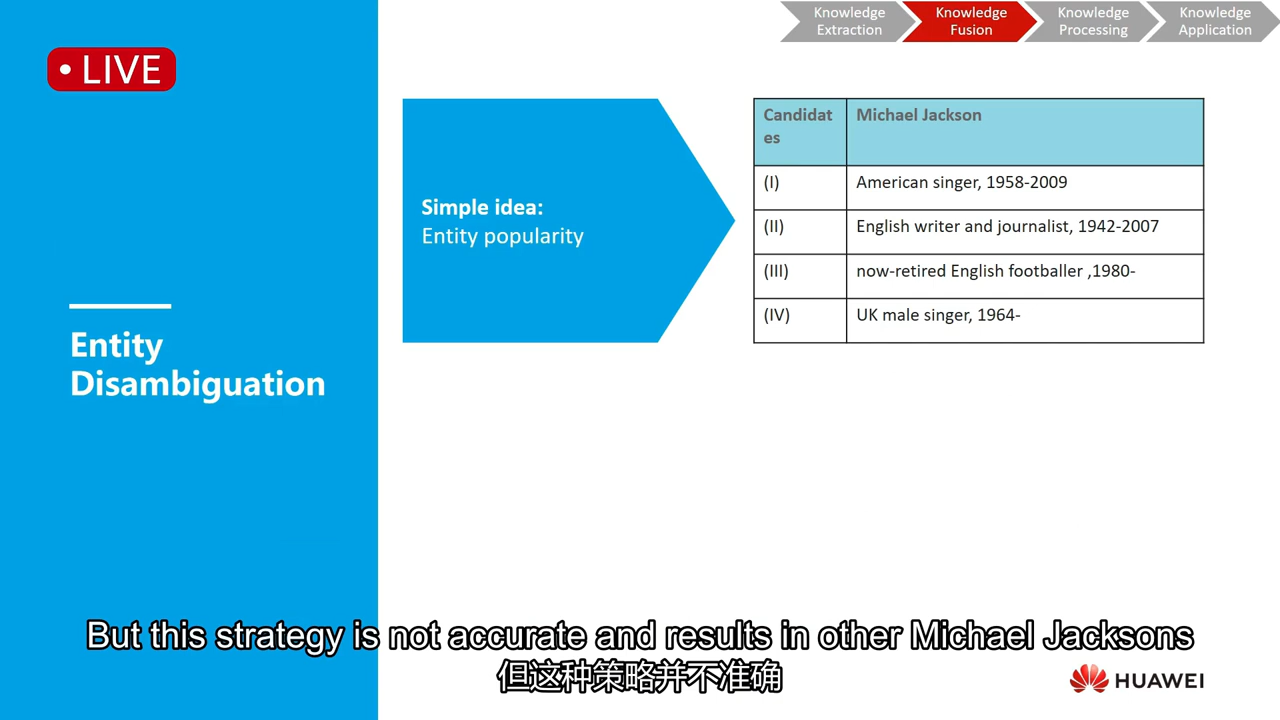 Knowledge
Extraction
Knowledge
Fusion
Knowledge
Processing
Knowledge
Application
• LIVE
Entity
Disambiguation
Simple idea:
Entity popularity
Candidat
es
Michael Jackson
(I) American singer, 1958-2009
(II) English writer and journalist, 1942-2007
(III) now-retired English footballer ,1980-
(IV) UK male singer, 1964-
But this strategy is not accurate and results in other Michael Jacksons
但这种策略并不准确
HUAWEI